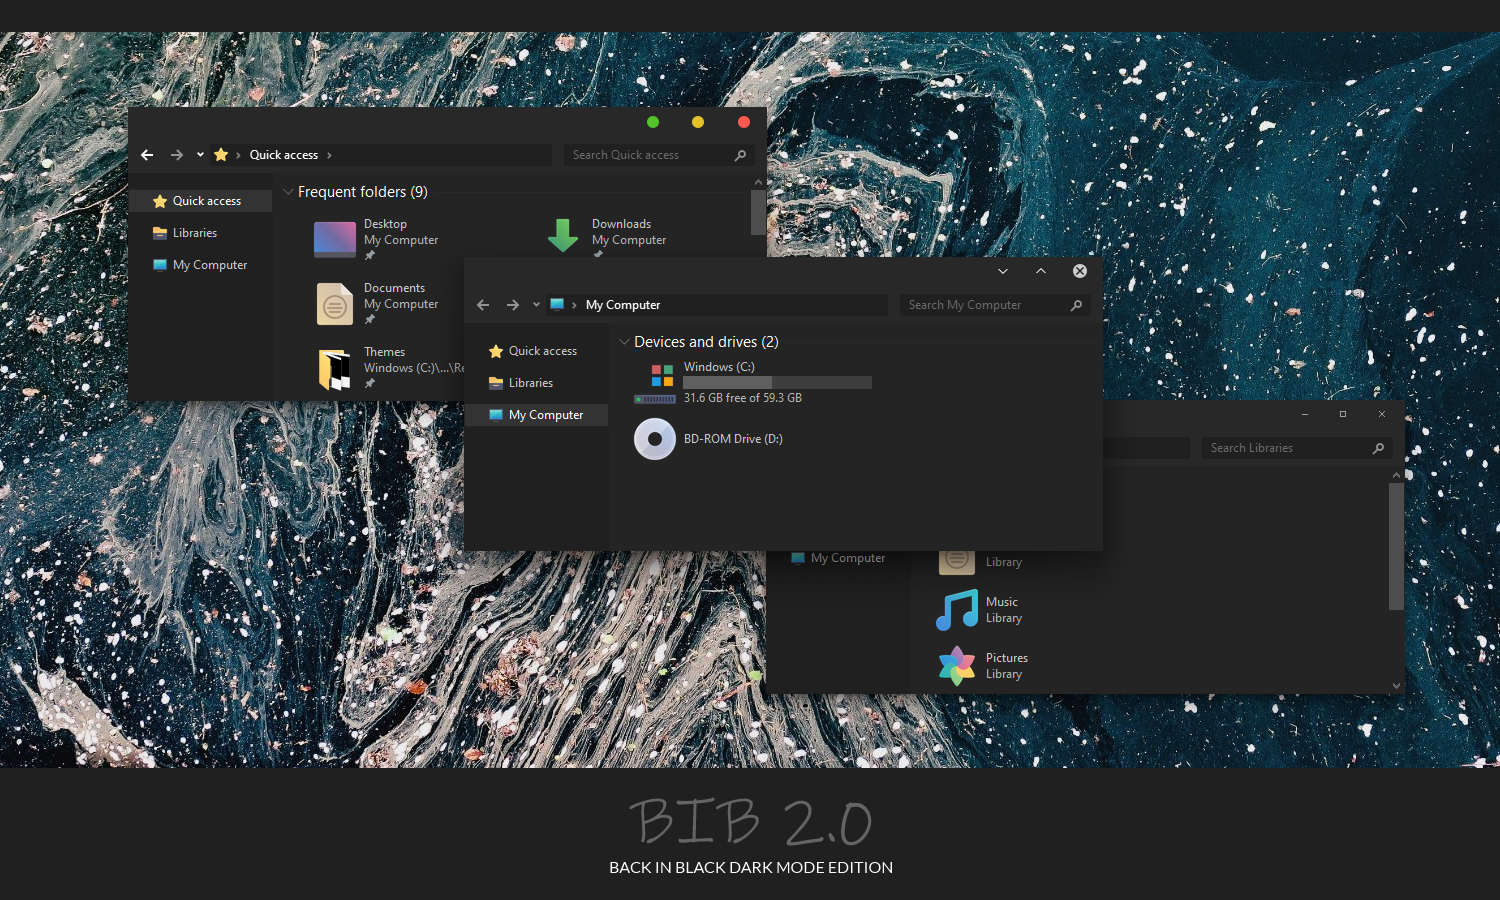 Quick access
Search Quick access
Quick access
Libraries
My Computer
Frequent folders (9)
Desktop
My Computer
Downloads
My Computer
Documents
My Computer
Themes
Windows (C:)\...\Re
My Computer
Search My Computer
Quick access
Libraries
My Computer
Devices and drives (2)
Windows (C:)
31.6 GB free of 59.3 GB
BD-ROM Drive (D:)
Search Libraries
My Computer
Library
Music
Library
Pictures
Library
BIB 2.0
BACK IN BLACK DARK MODE EDITION